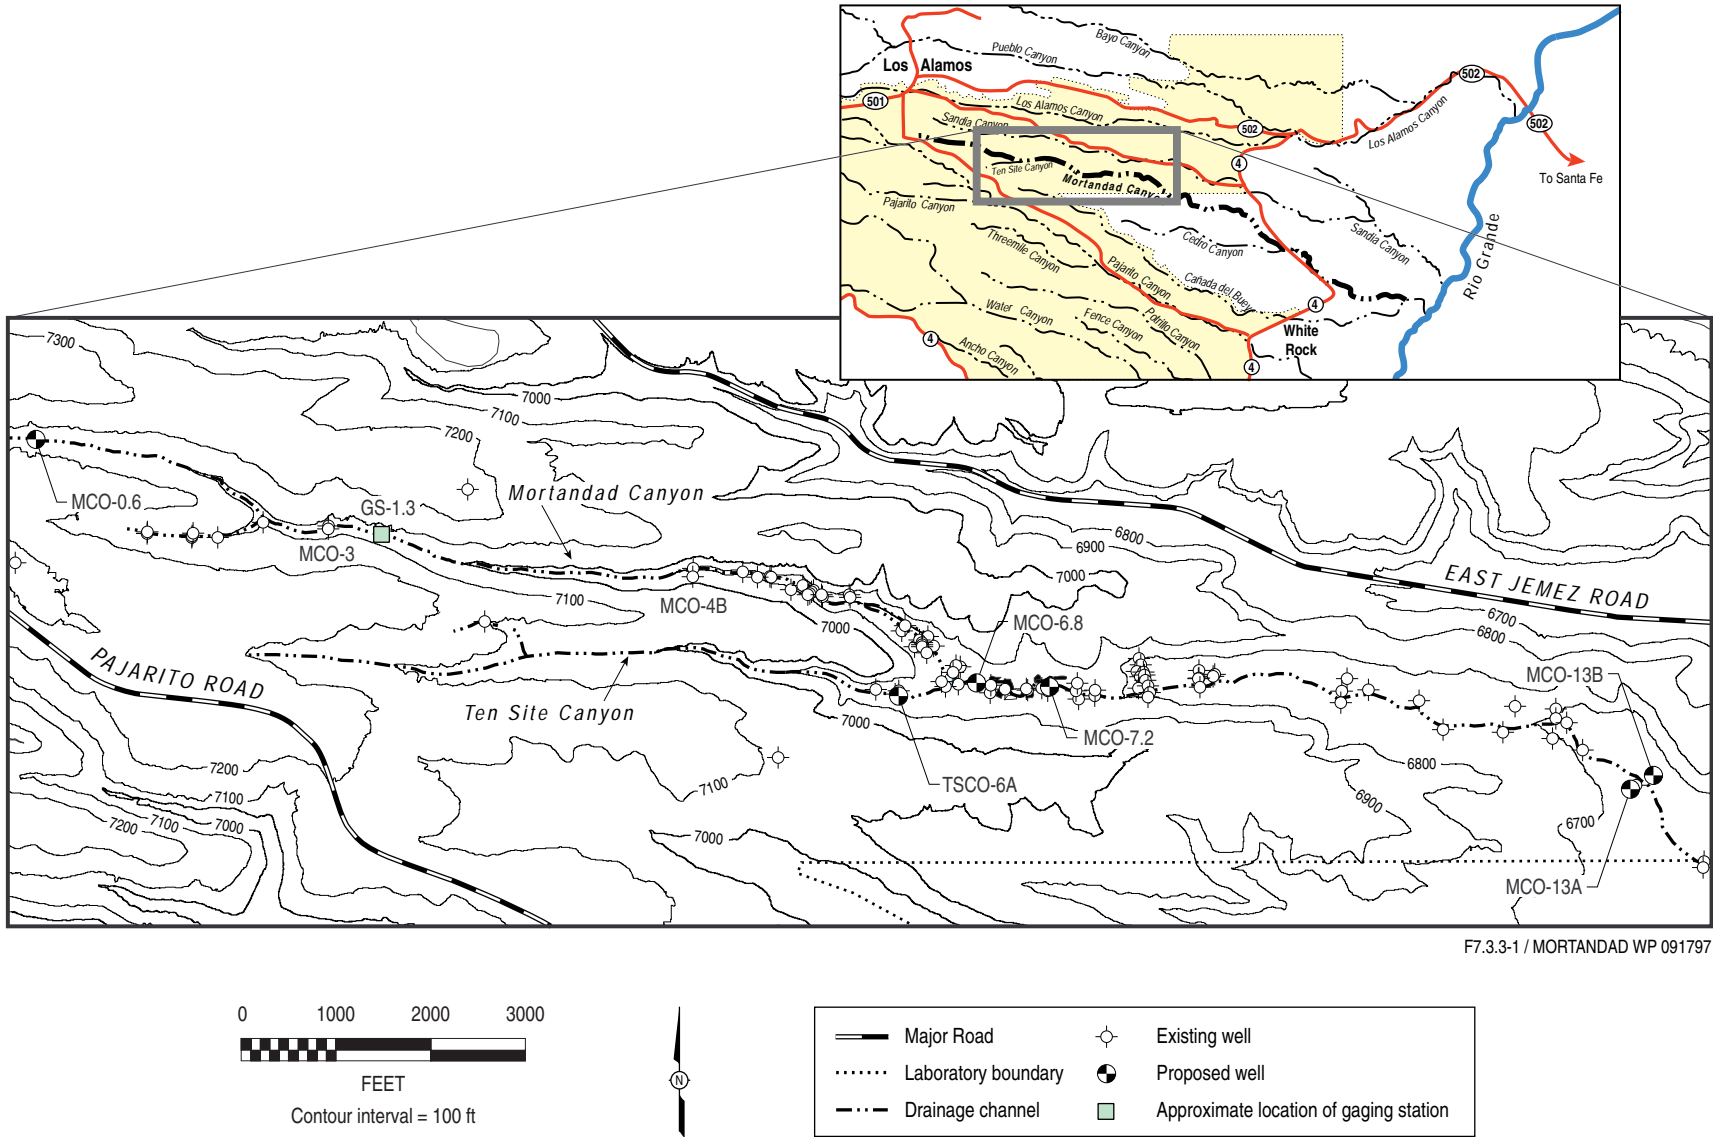 Bayo Canyon
Pueblo Canyon
Los Alamos
502
501
Los Alamos Canyon
Los Alamos Canyon
Sandia Canyon
502
502
4
Ten Site Canyon
To Santa Fe
Mortandad Canyo
Pajarito Canyon
Sandia Canyon
Rio Grande
Threemile Canyon
Cedro Canyon
Pajarito Canyon
Cañada del Buey
Water Canyon
Fence Canyon
Potrillo Canyon
4
White
Rock
4
Ancho Canyon
4
7300
7000
7100
7200
MCO-0.6
Mortandad Canyon
GS-1.3
6800
6900
MCO-3
7000
EAST JEMEZ ROAD
7100
MCO-4B
6700
7000
MCO-6.8
6800
PAJARITO ROAD
MCO-13B
Ten Site Canyon
7000
MCO-7.2
7200
6800
7100
TSCO-6A
7100
6900
7200
7100
7000
7000
6700
MCO-13A
F7.3.3-1 / MORTANDAD WP 091797
0 1000 2000 3000
FEET
Contour interval = 100 ft
N
Major Road
Laboratory boundary
Drainage channel
Existing well
Proposed well
Approximate location of gaging station